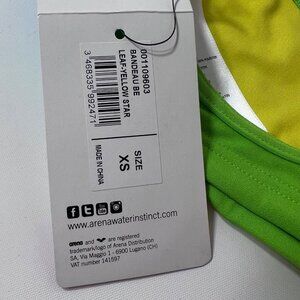 001109603
BANDEAU BE
LEAF-YELLOW STAR
3 468335 992471
SIZE
XS
MADE IN CHINA
www.arenawaterinstinct.com
arena and are registered
trademark/logo of Arena Distribution
SA, Via Maggio 1 - 6900 Lugano (CH)
VAT number 141597